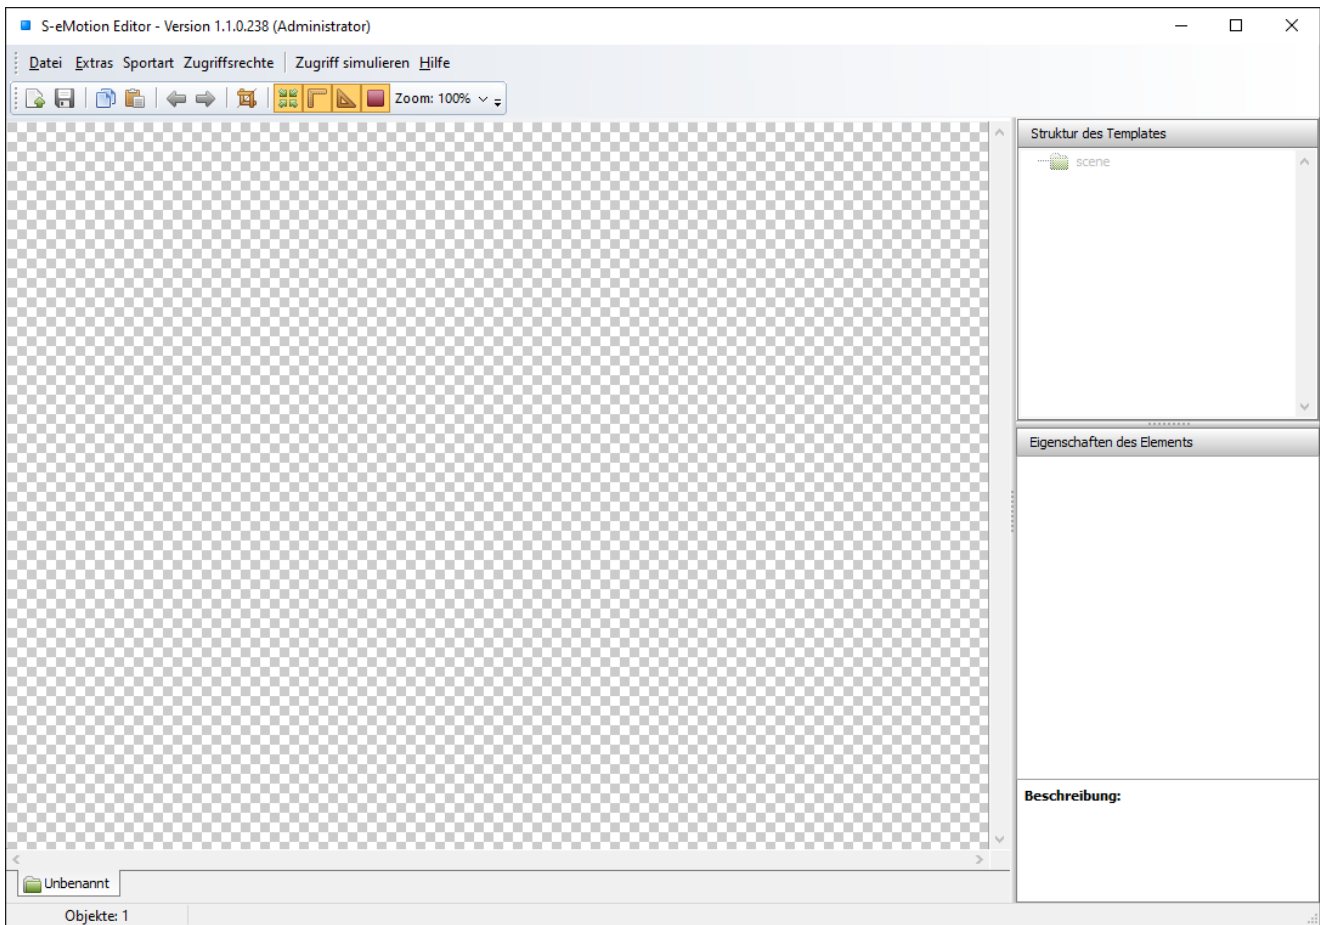 S-eMotion Editor - Version 1.1.0.238 (Administrator)
Datei Extras Sportart Zugriffsrechte Zugriff simulieren Hilfe
Zoom: 100%
Struktur des Templates
scene
Eigenschaften des Elements
Beschreibung:
Unbenannt
Objekte: 1